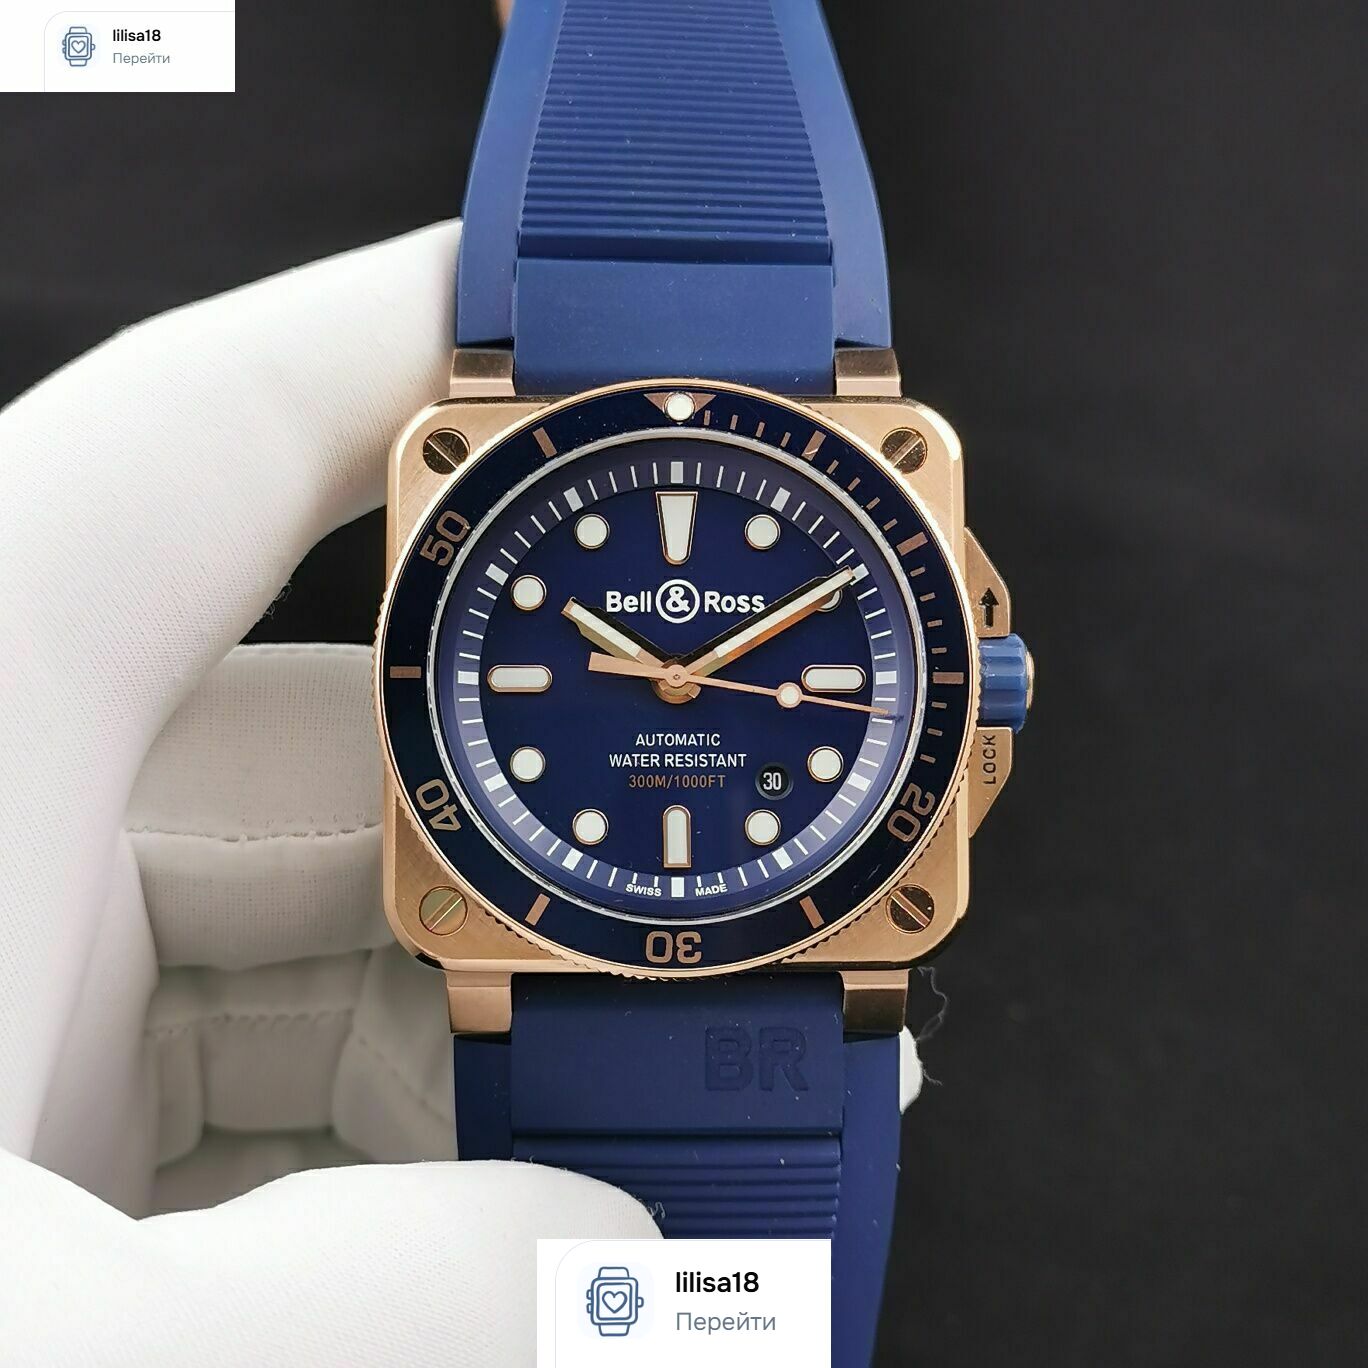 lilisa18
Перейти
50
Bell & Ross
AUTOMATIC
WATER RESISTANT
300M/1000FT
30
LOCK
40
20
SWISS MADE
30
BR
lilisa18
Перейти